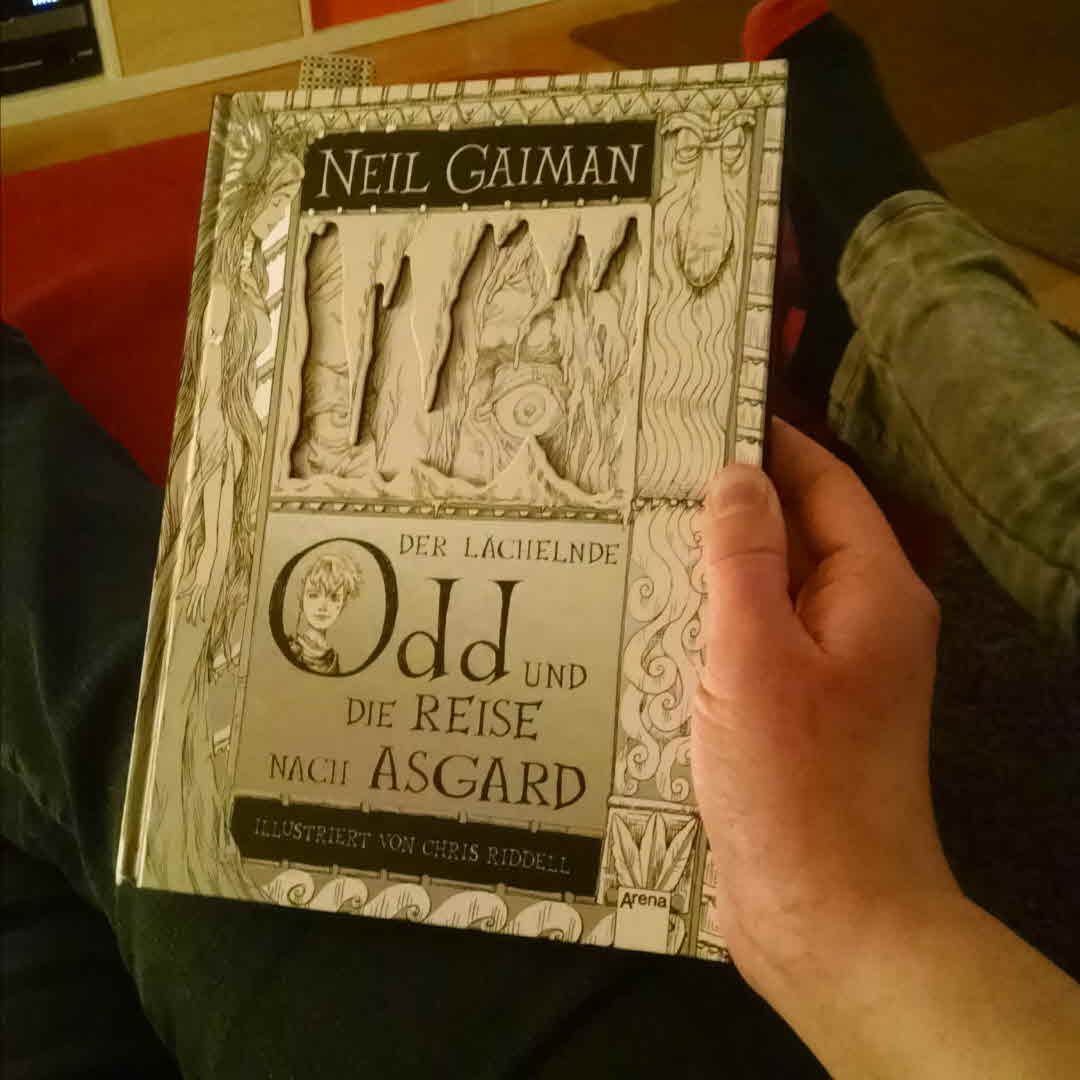 NEIL GAIMAN
DER LÄCHELNDE
Odd UND
DIE REISE
NACH ASGARD
ILLUSTRIERT VON CHRIS RIDDELL
Arena